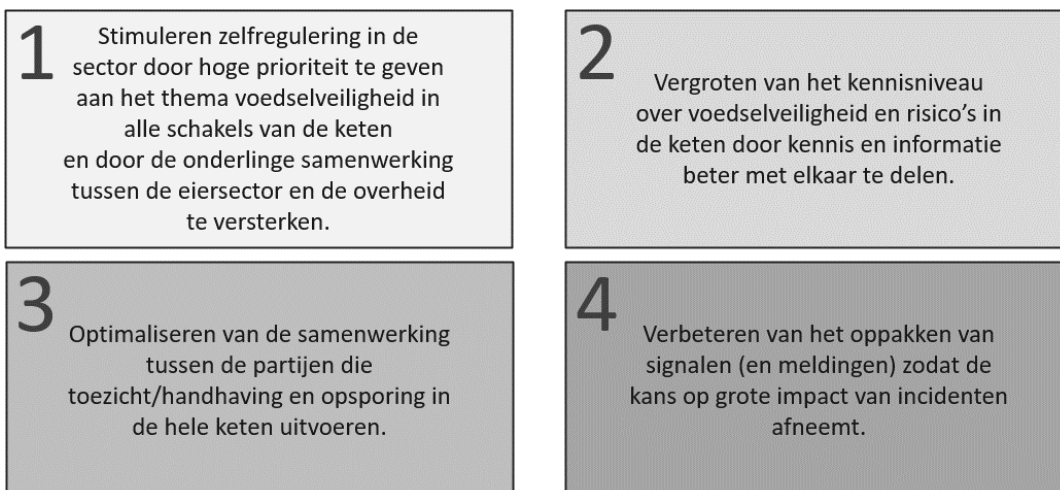 1
Stimuleren zelfregulering in de
sector door hoge prioriteit te geven
aan het thema voedselveiligheid in
alle schakels van de keten
en door de onderlinge samenwerking
tussen de eiersector en de overheid
te versterken.
2
Vergroten van het kennisniveau
over voedselveiligheid en risico’s in
de keten door kennis en informatie
beter met elkaar te delen.
3
Optimaliseren van de samenwerking
tussen de partijen die
toezicht/handhaving en opsporing in
de hele keten uitvoeren.
4
Verbeteren van het oppakken van
signalen (en meldingen) zodat de
kans op grote impact van incidenten
afneemt.